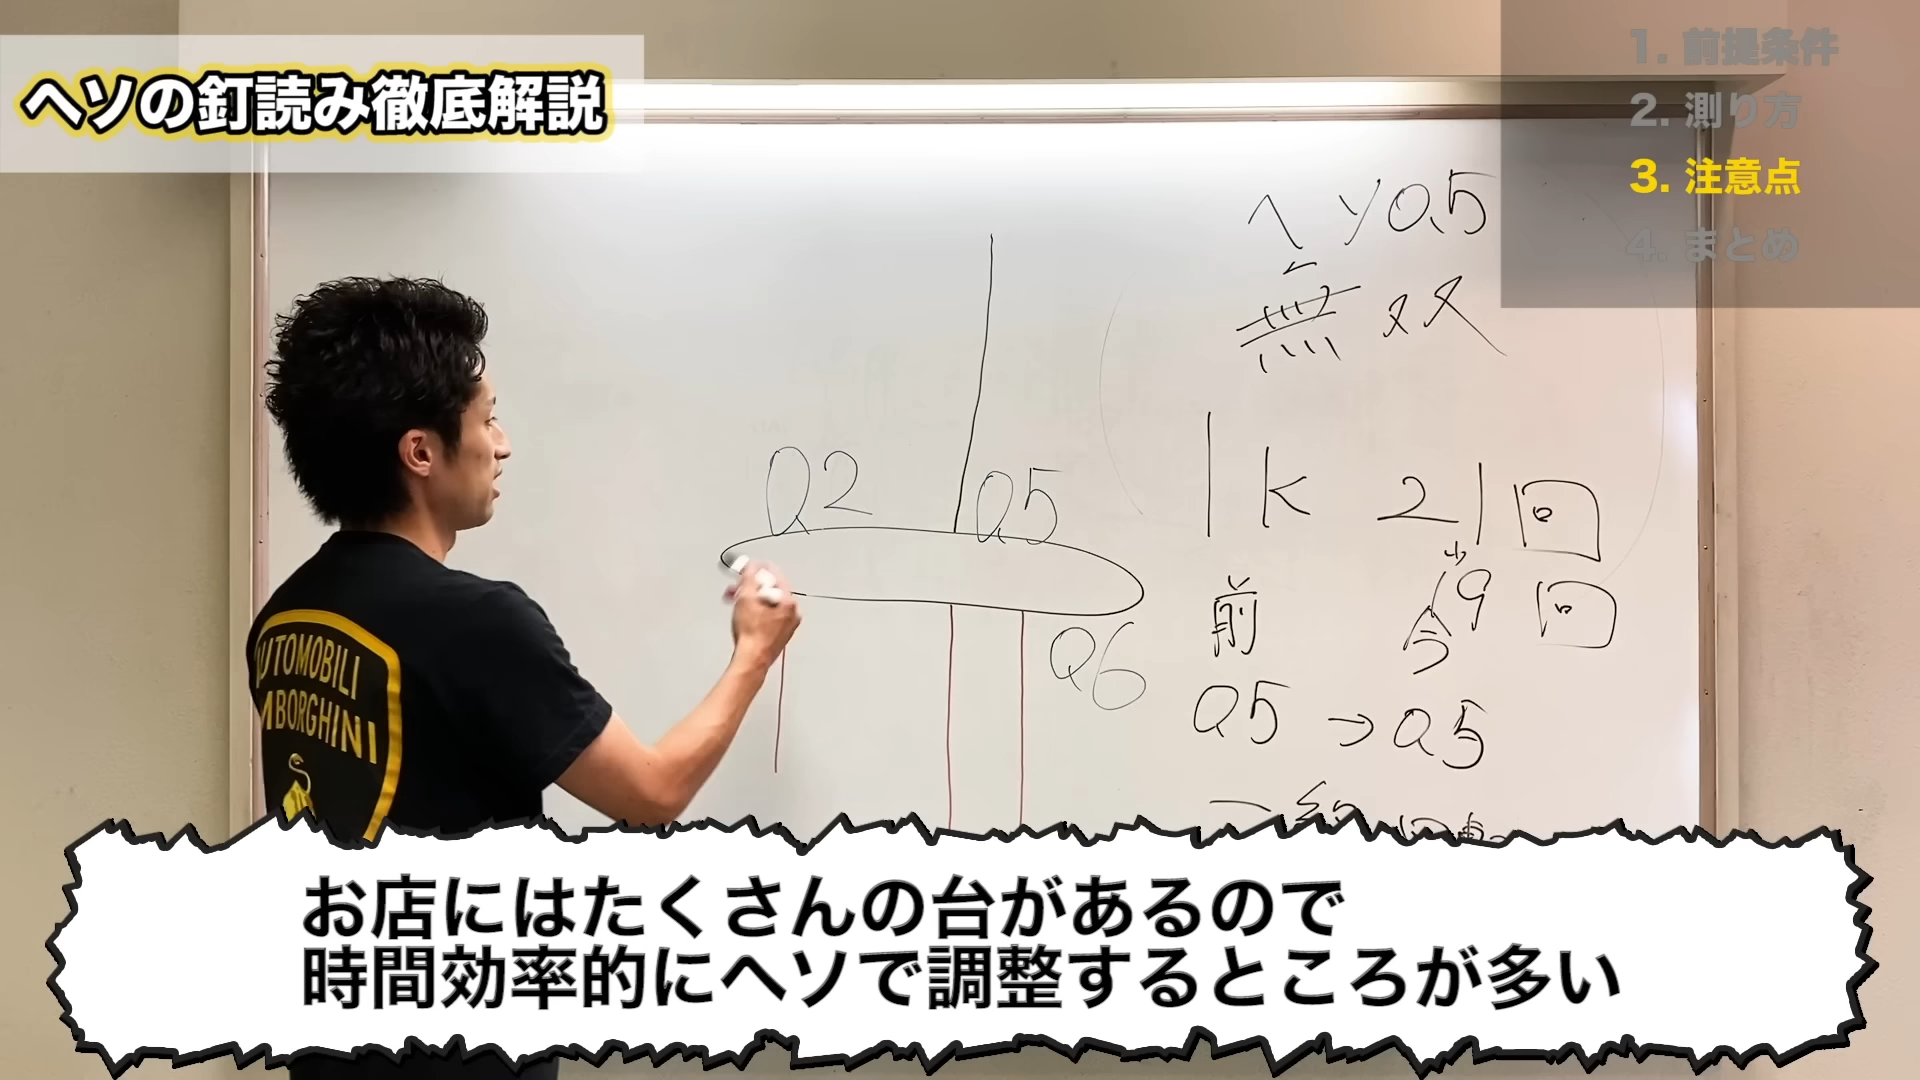 ヘソの釘読み徹底解説
1. 前提条件
2. 測り方
3. 注意点
4. まとめ
ヘソ0.5
無双
1k 21回
19回
前 今
0.5→0.5
0.2 0.5
0.6
AUTOMOBILI
LAMBORGHINI
お店にはたくさんの台があるので
時間効率的にヘソで調整するところが多い